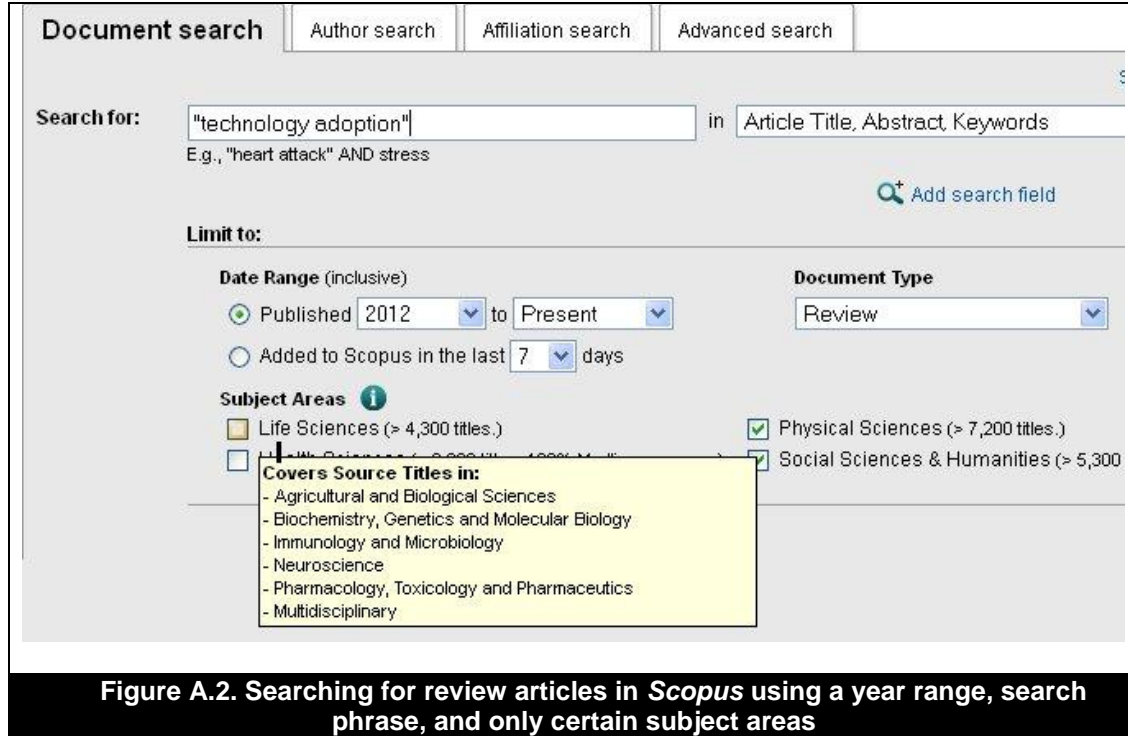 Document search Author search Affiliation search Advanced search
Search for: "technology adoption" in Article Title, Abstract, Keywords
E.g., "heart attack" AND stress
Add search field
Limit to:
Date Range (inclusive) Document Type
Published 2012 to Present Review
Added to Scopus in the last 7 days
Subject Areas
Life Sciences (> 4,300 titles.) Physical Sciences (> 7,200 titles.)
Social Sciences & Humanities (> 5,300
Covers Source Titles in:
- Agricultural and Biological Sciences
- Biochemistry, Genetics and Molecular Biology
- Immunology and Microbiology
- Neuroscience
- Pharmacology, Toxicology and Pharmaceutics
- Multidisciplinary
Figure A.2. Searching for review articles in Scopus using a year range, search
phrase, and only certain subject areas